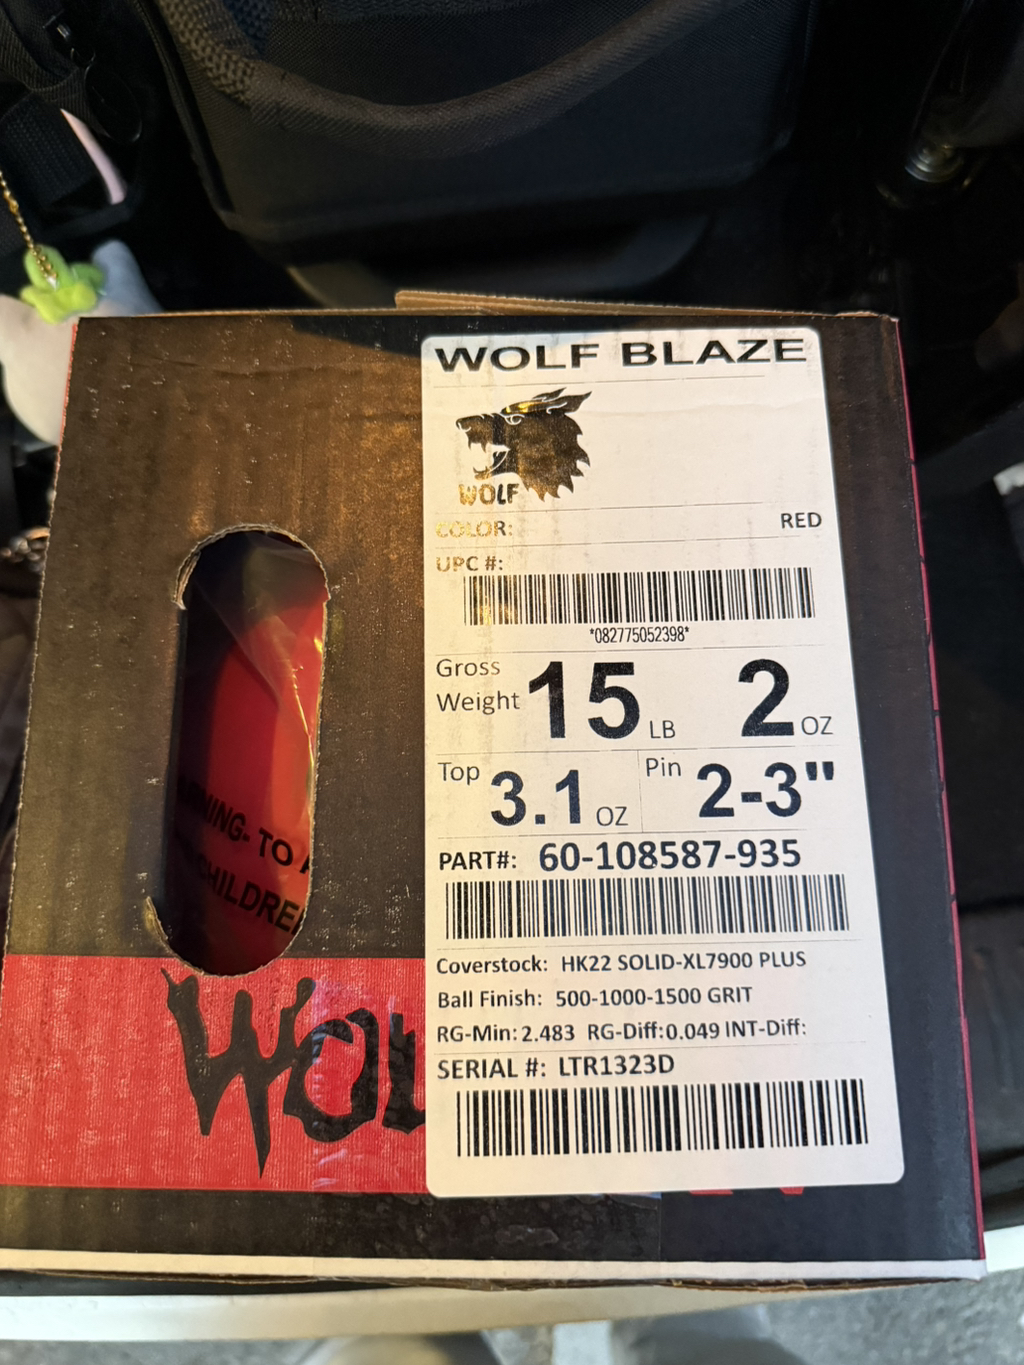 WOLF BLAZE
WOLF
COLOR: RED
UPC #:
*082775052398*
Gross Weight 15 LB 2 OZ
Top 3.1 OZ Pin 2-3"
PART#: 60-108587-935
Coverstock: HK22 SOLID-XL7900 PLUS
Ball Finish: 500-1000-1500 GRIT
RG-Min: 2.483 RG-Diff: 0.049 INT-Diff:
SERIAL #: LTR1323D
TO